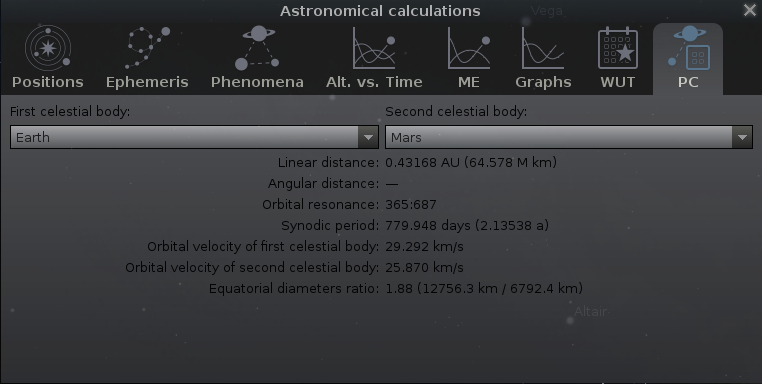 Astronomical calculations
Vega
Positions Ephemeris Phenomena Alt. vs. Time ME Graphs WUT PC
First celestial body: Second celestial body:
Earth Mars
Linear distance: 0.43168 AU (64.578 M km)
Angular distance: —
Orbital resonance: 365:687
Synodic period: 779.948 days (2.13538 a)
Orbital velocity of first celestial body: 29.292 km/s
Orbital velocity of second celestial body: 25.870 km/s
Equatorial diameters ratio: 1.88 (12756.3 km / 6792.4 km)
Altair